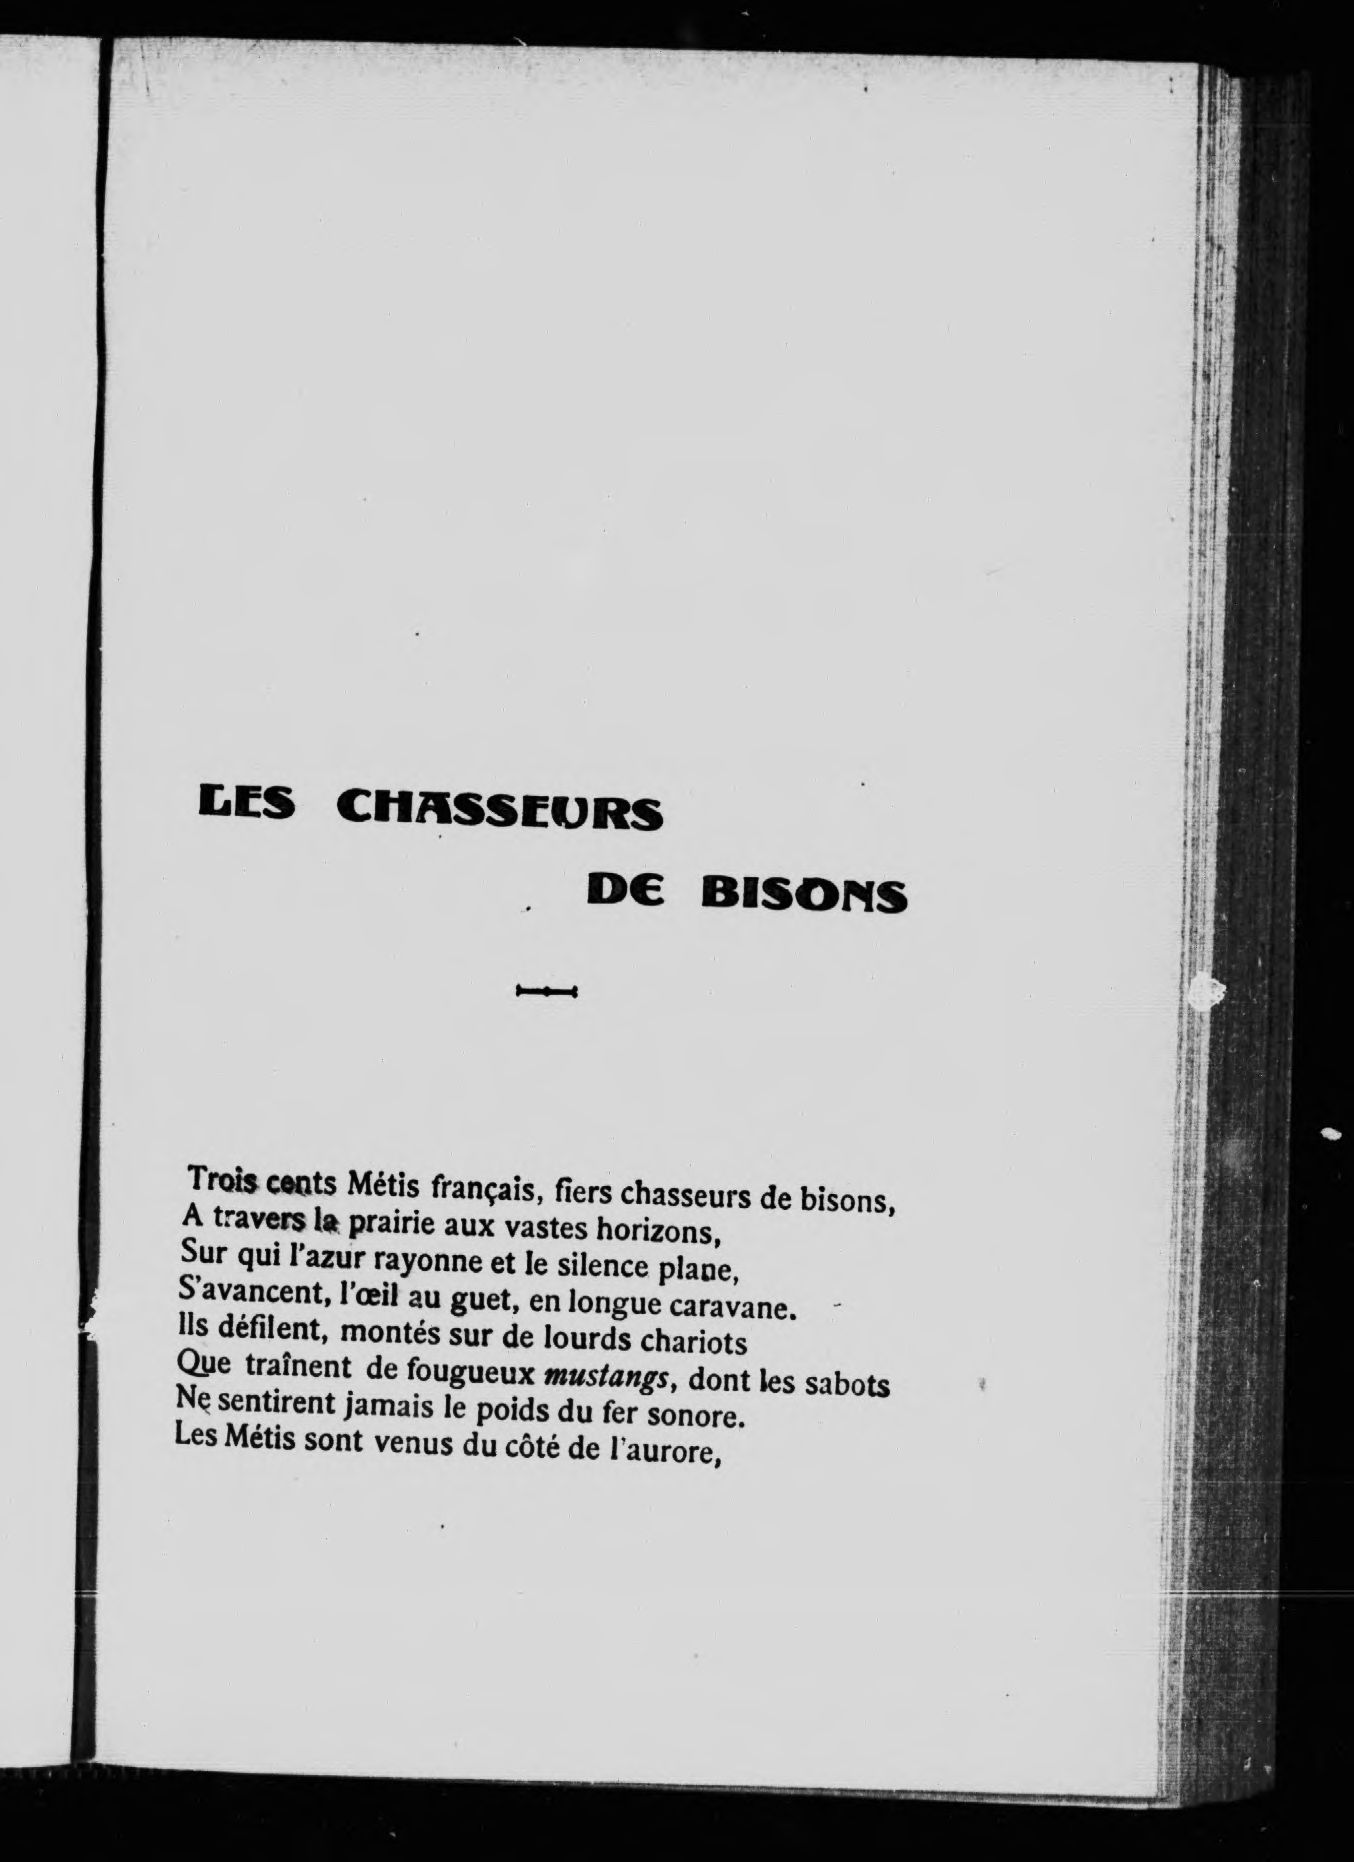 LES CHASSEURS
DE BISONS
Trois cents Métis français, fiers chasseurs de bisons,
A travers la prairie aux vastes horizons,
Sur qui l'azur rayonne et le silence plane,
S'avancent, l'œil au guet, en longue caravane.
Ils défilent, montés sur de lourds chariots
Que traînent de fougueux mustangs, dont les sabots
Ne sentirent jamais le poids du fer sonore.
Les Métis sont venus du côté de l'aurore,